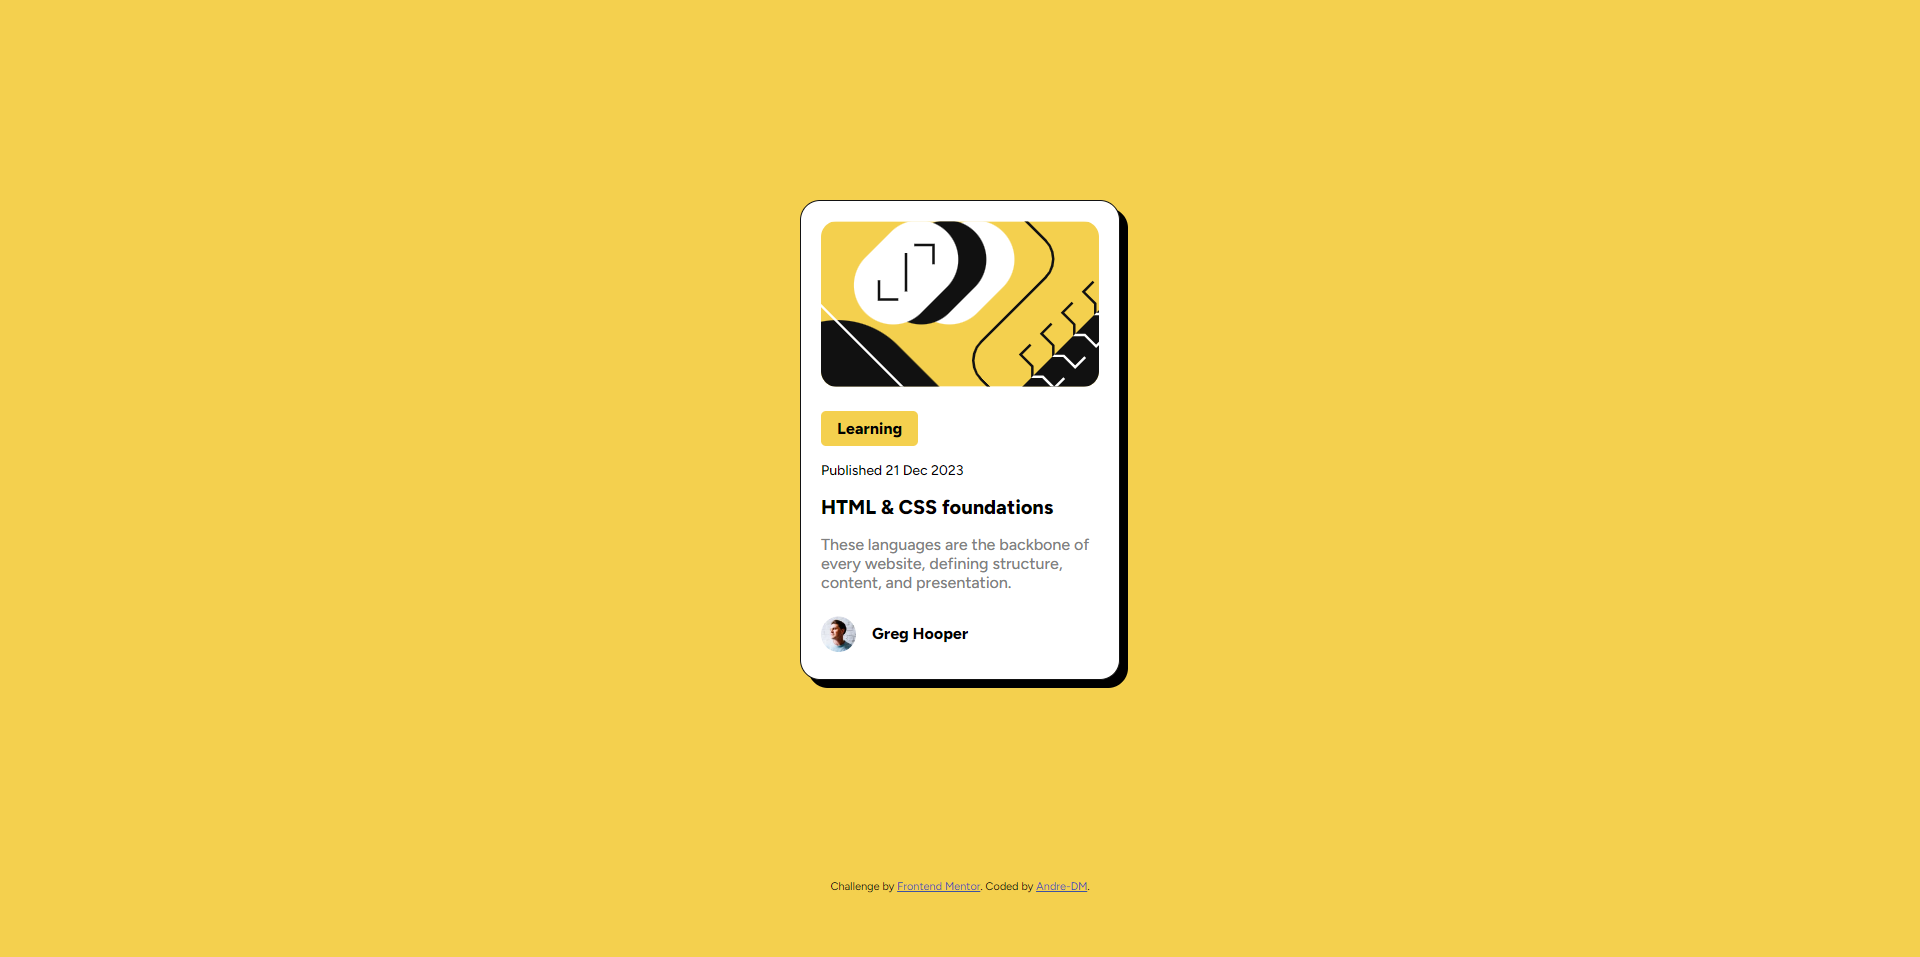 Learning
Published 21 Dec 2023
HTML & CSS foundations
These languages are the backbone of
every website, defining structure,
content, and presentation.
Greg Hooper
Challenge by Frontend Mentor. Coded by Andre-DM.